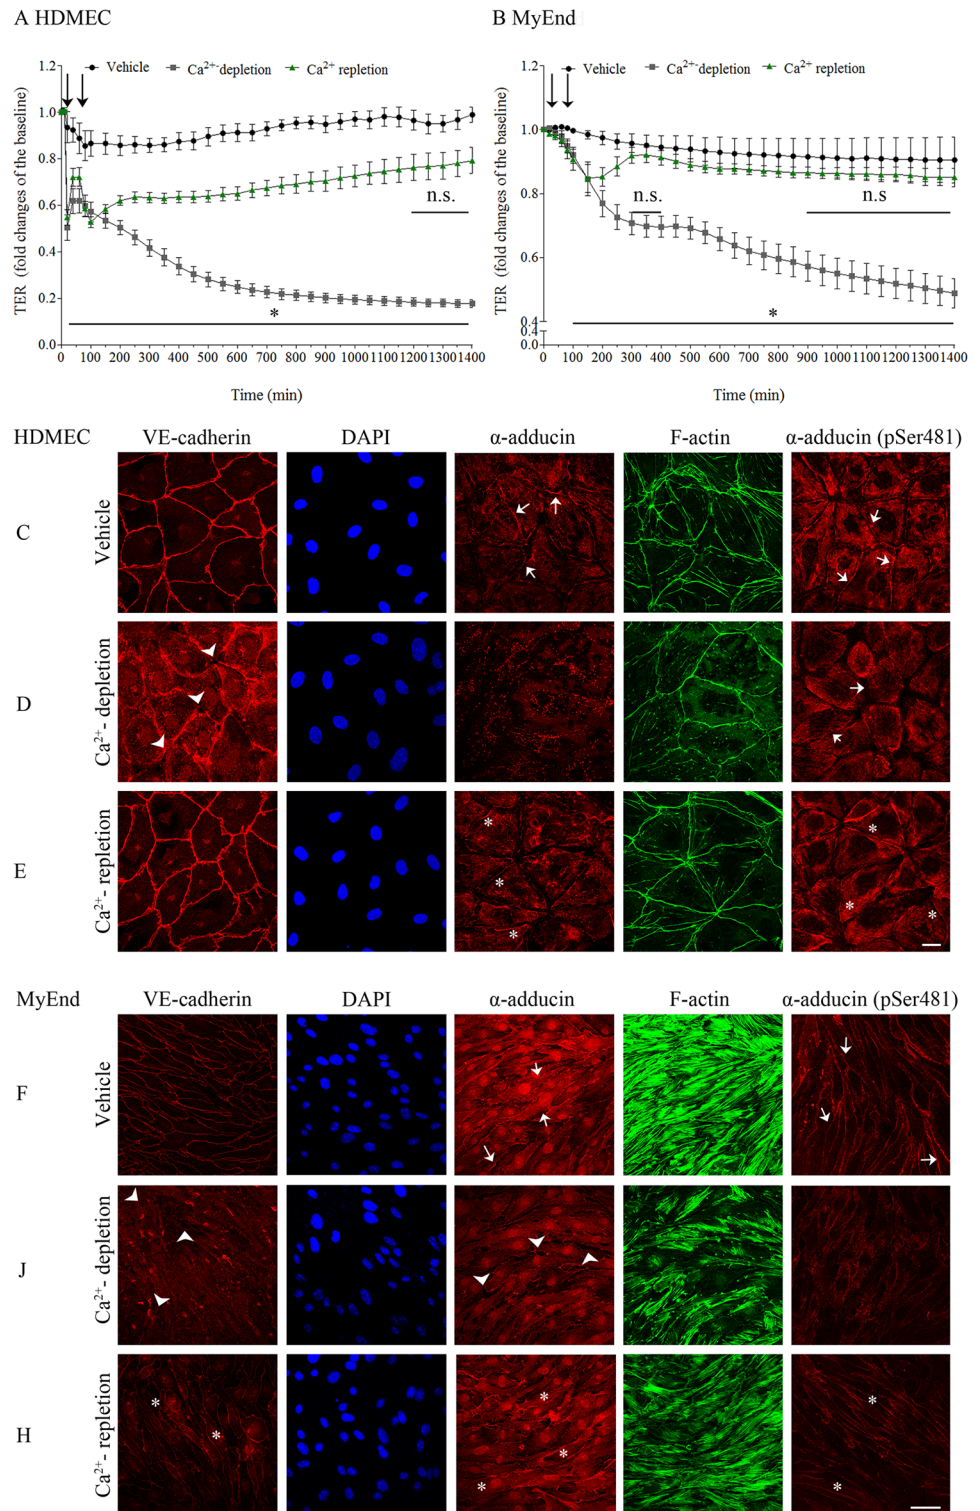 A HDMEC
B MyEnd
Vehicle Ca²⁺-depletion Ca²⁺ repletion
TER (fold changes of the baseline)
1.2
1.0
0.8
0.6
0.4
0.2
0.0
n.s.
*
0 100 200 300 400 500 600 700 800 900 1000 1100 1200 1300 1400
Time (min)
Vehicle Ca²⁺-depletion Ca²⁺ repletion
TER (fold changes of the baseline)
1.2
1.0
0.8
0.6
0.4
0.4
0.0
n.s.
n.s
*
0 100 200 300 400 500 600 700 800 900 1000 1100 1200 1300 1400
Time (min)
HDMEC VE-cadherin DAPI α-adducin F-actin α-adducin (pSer481)
C Vehicle
D Ca²⁺- depletion
E Ca²⁺- repletion
* * *
* * *
MyEnd VE-cadherin DAPI α-adducin F-actin α-adducin (pSer481)
F Vehicle
J Ca²⁺- depletion
H Ca²⁺- repletion
* *
* * *
* *